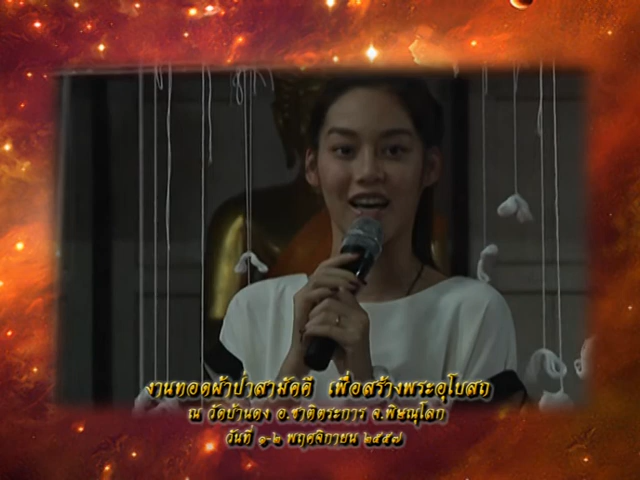 งานทอดผ้าป่าสามัคคี เพื่อสร้างพระอุโบสถ
ณ วัดบ้านดง อ.ชาติตระการ จ.พิษณุโลก
วันที่ ๑-๒ พฤศจิกายน ๒๕๕๗